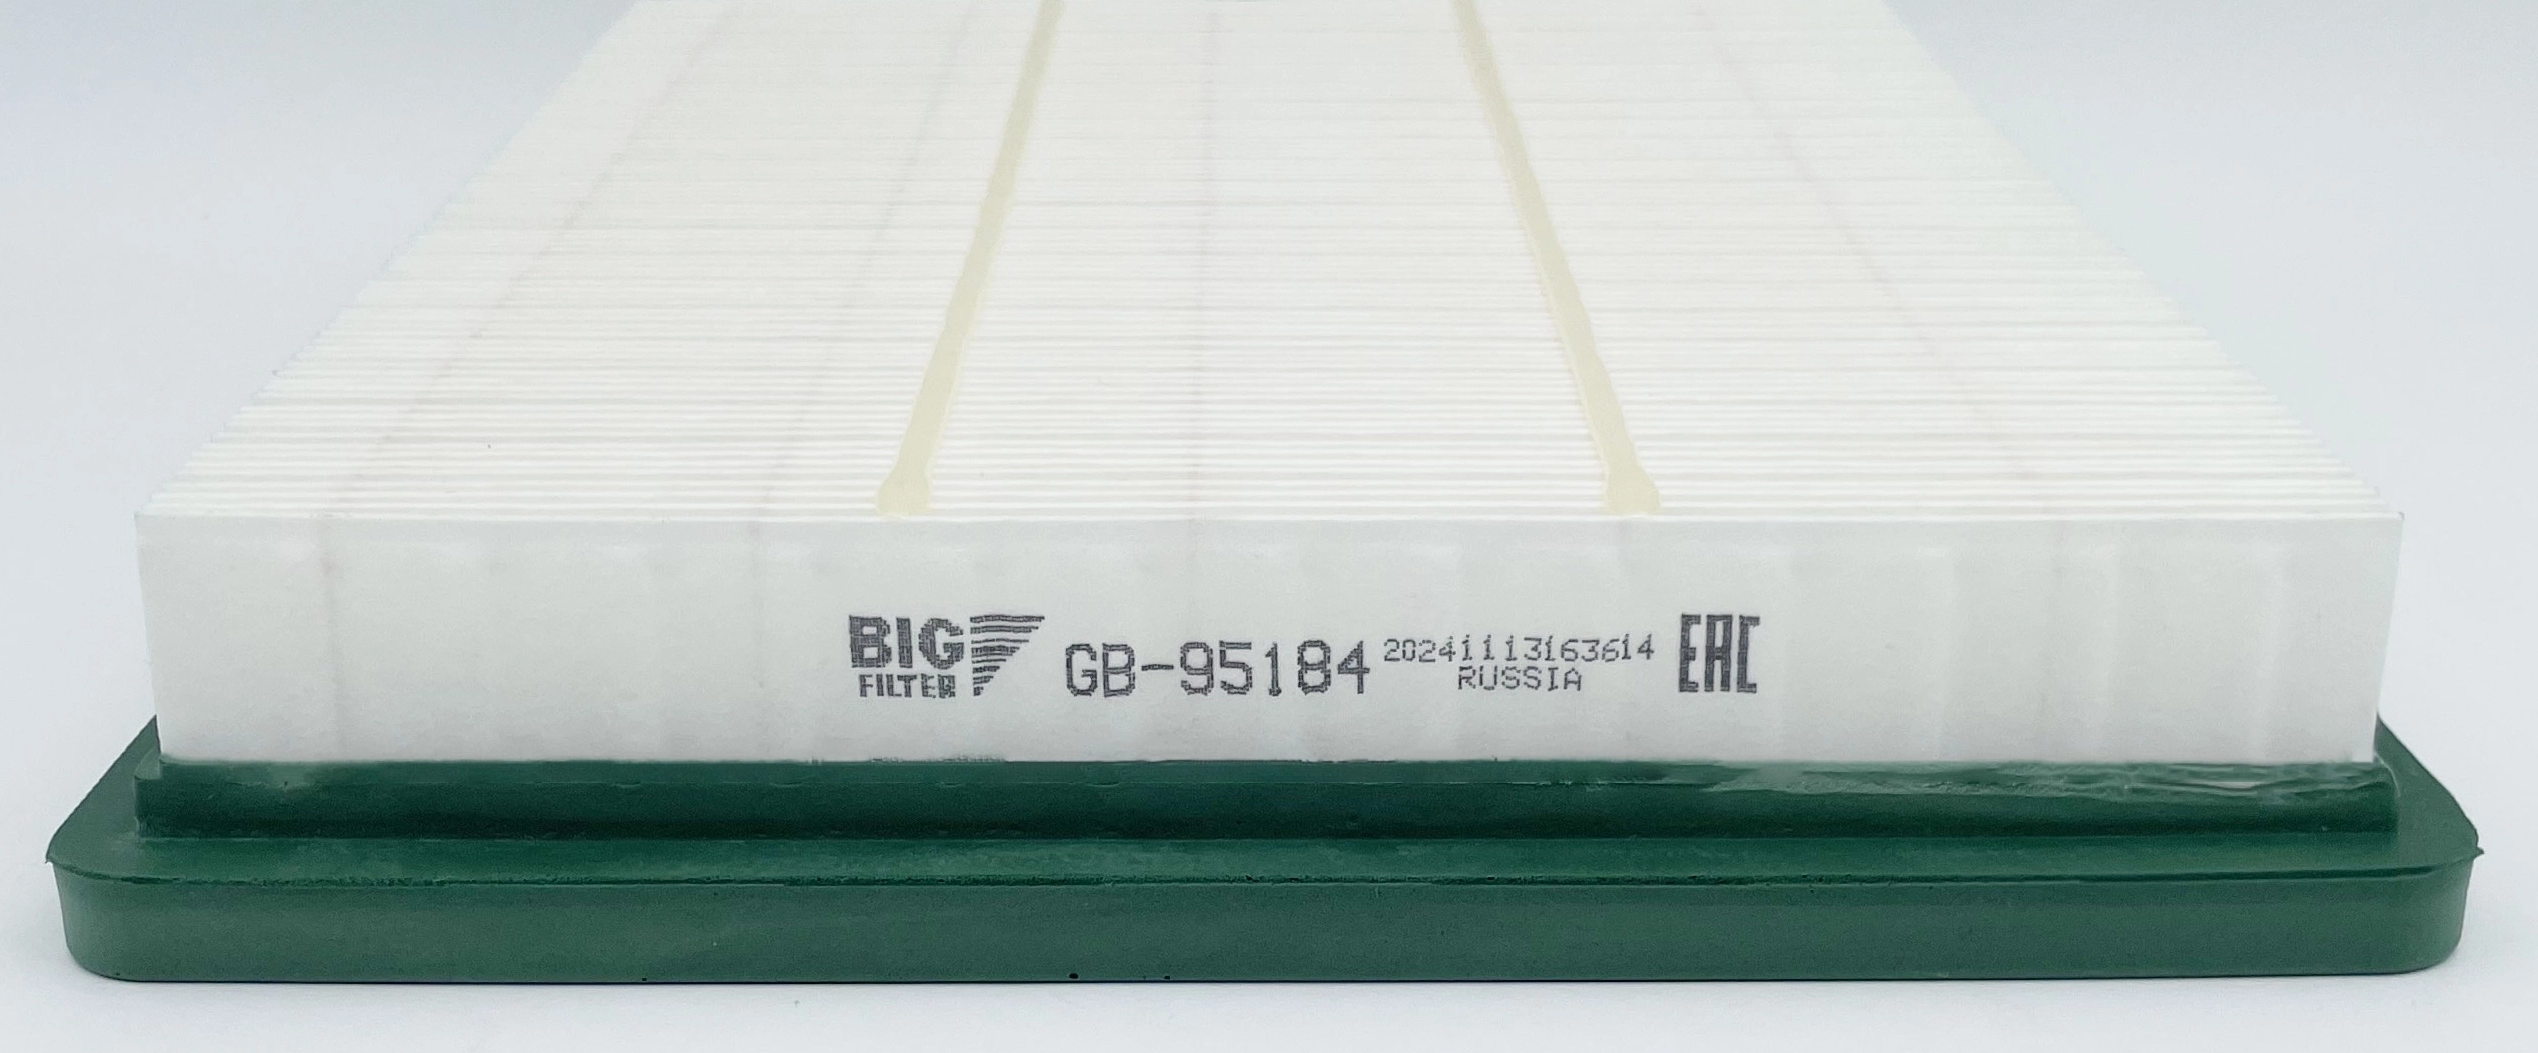 BIG
FILTER
GB-95184
20241113163614
RUSSIA
EAC